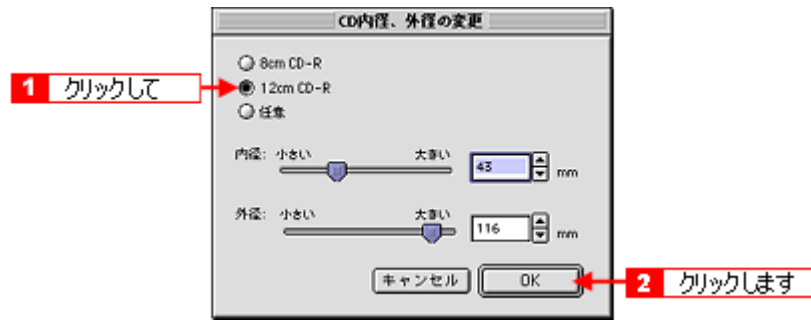 CD内径、外径の変更
8cm CD-R
1 クリックして
12cm CD-R
任意
内径: 小さい 大きい 43 mm
外径: 小さい 大きい 116 mm
キャンセル OK
2 クリックします